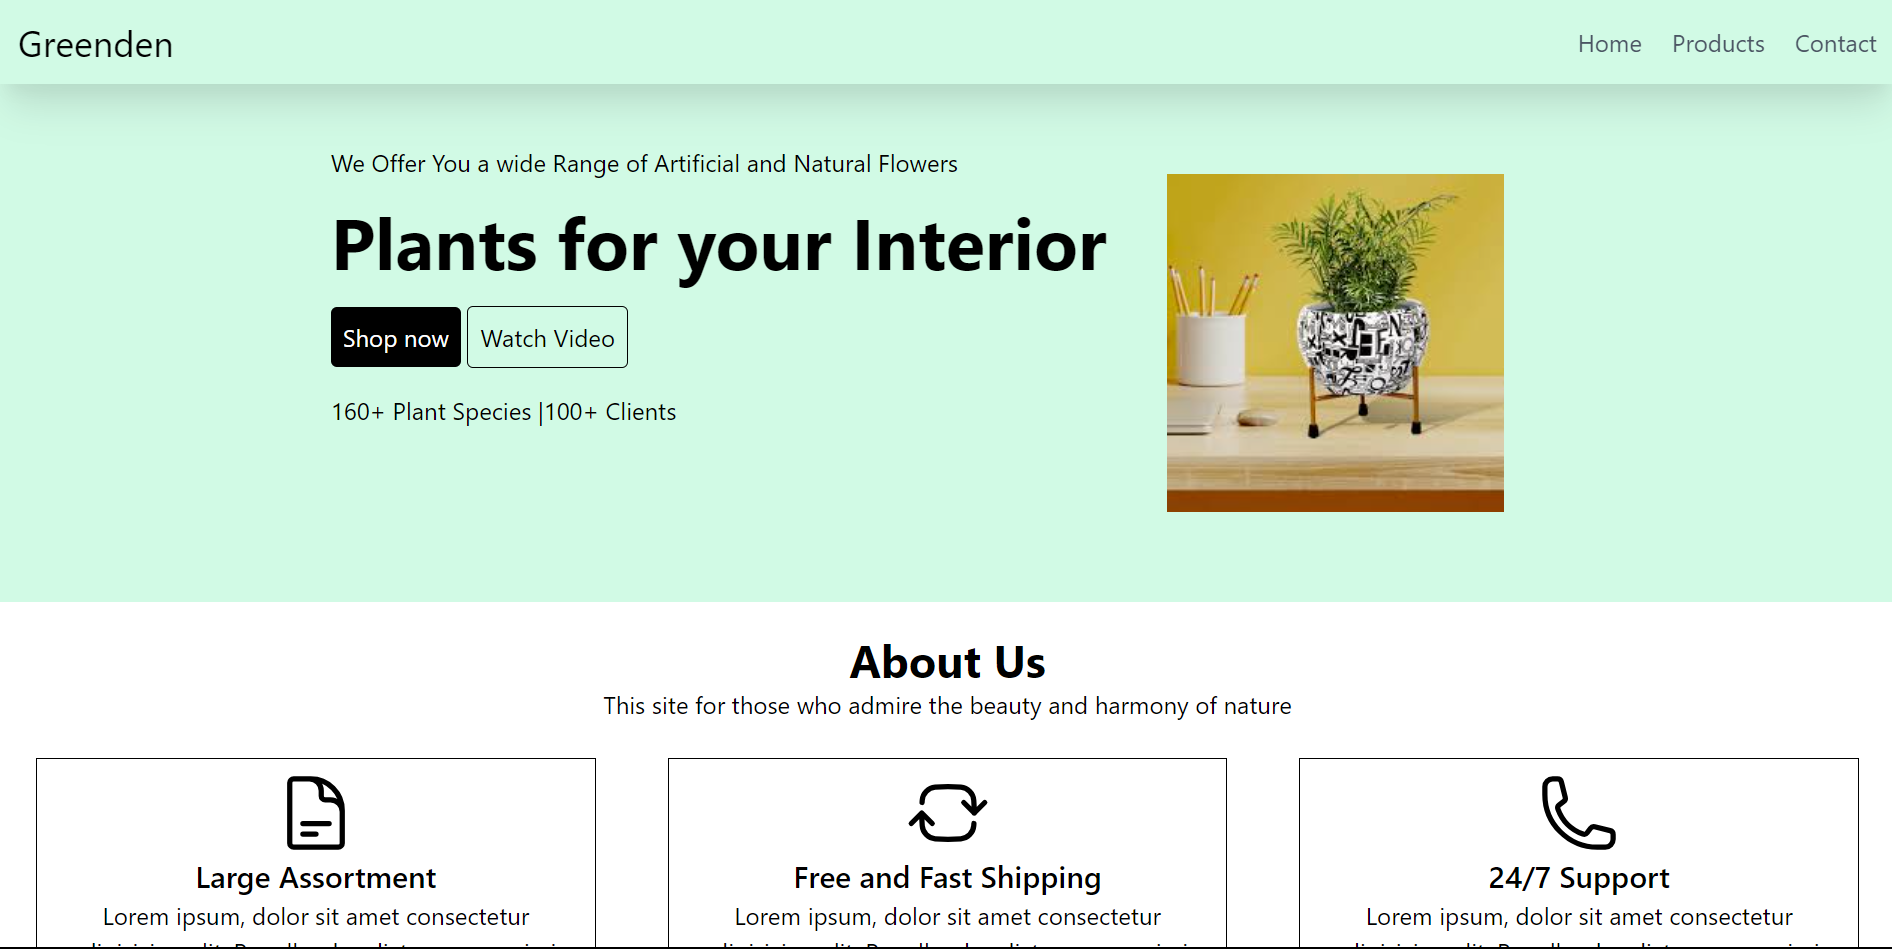 Greenden
Home Products Contact
We Offer You a wide Range of Artificial and Natural Flowers
Plants for your Interior
Shop now Watch Video
160+ Plant Species |100+ Clients
About Us
This site for those who admire the beauty and harmony of nature
Large Assortment
Lorem ipsum, dolor sit amet consectetur
Free and Fast Shipping
Lorem ipsum, dolor sit amet consectetur
24/7 Support
Lorem ipsum, dolor sit amet consectetur